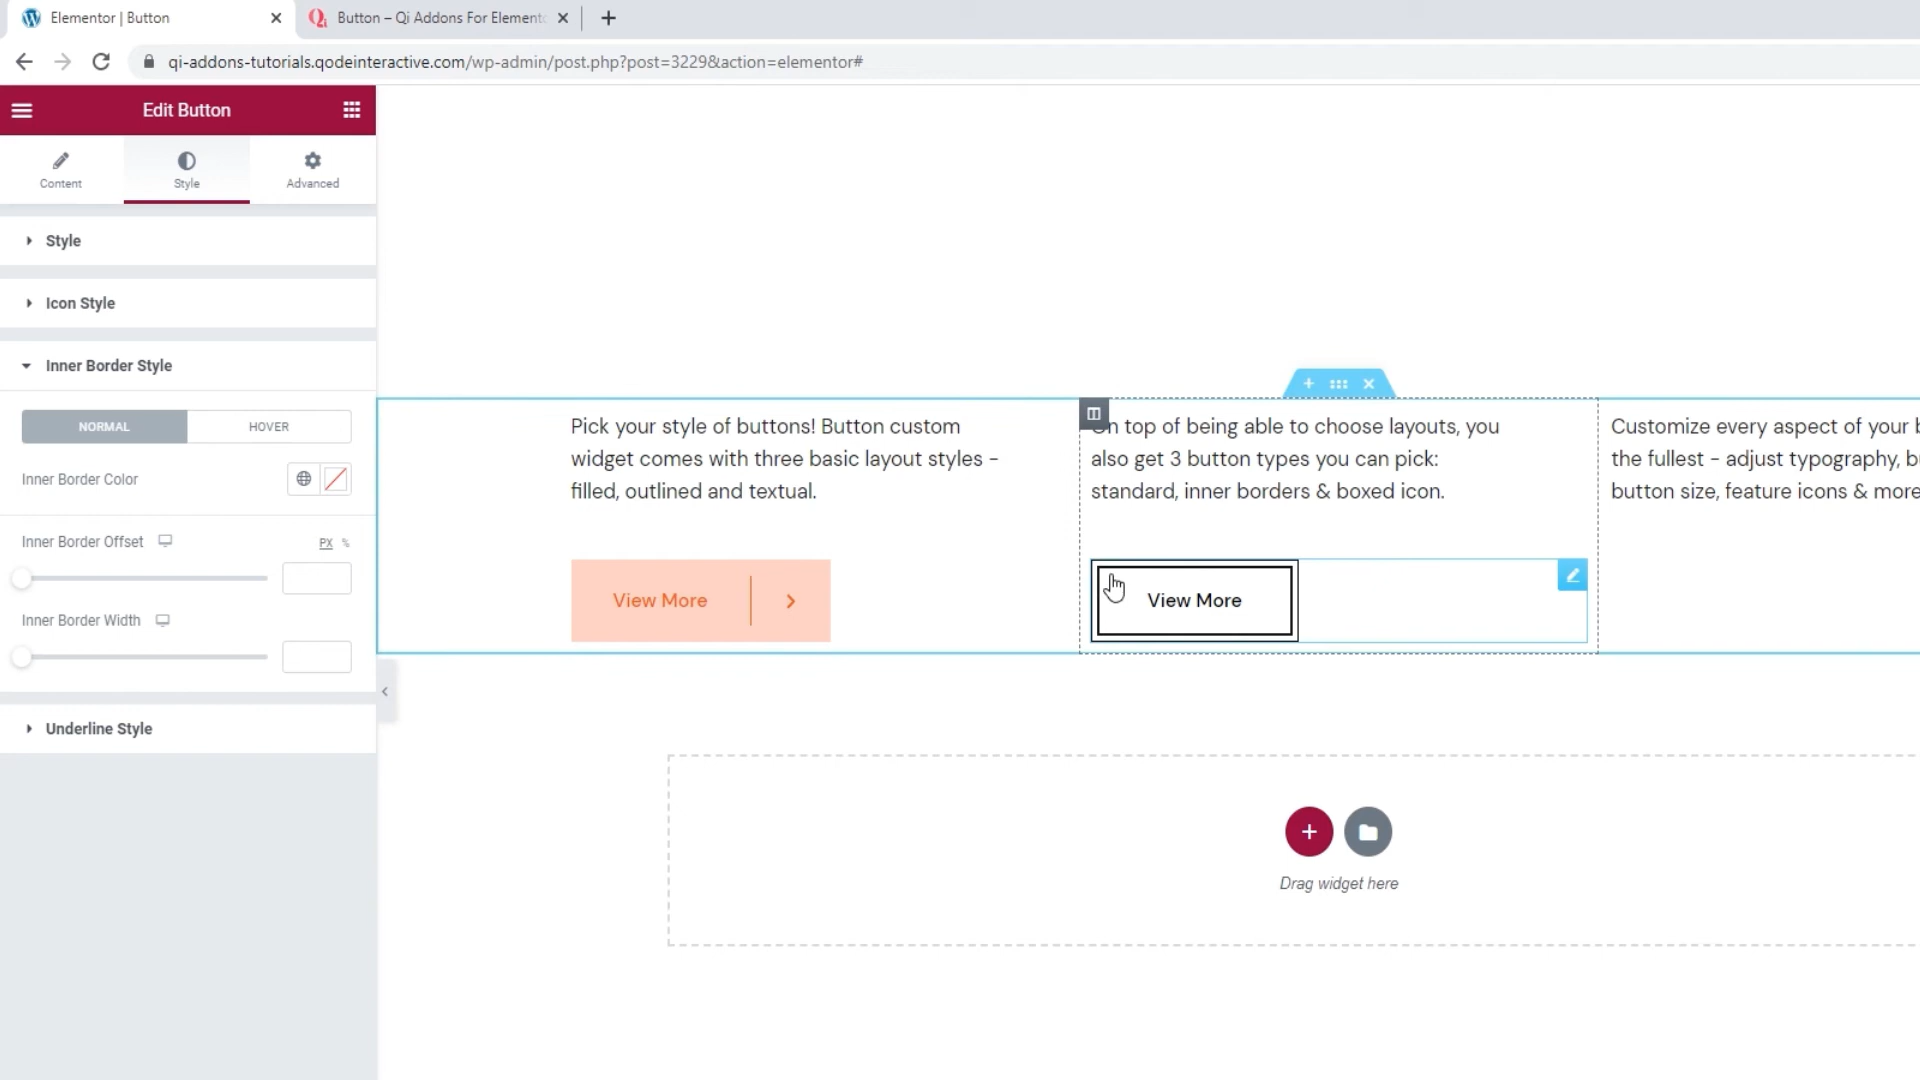 Elementor | Button
Button – Qi Addons For Elemento
qi-addons-tutorials.qodeinteractive.com/wp-admin/post.php?post=3229&action=elementor#
Edit Button
Content
Style
Advanced
Style
Icon Style
Inner Border Style
NORMAL
HOVER
Inner Border Color
Inner Border Offset
PX
%
Inner Border Width
Underline Style
Pick your style of buttons! Button custom
widget comes with three basic layout styles –
filled, outlined and textual.
View More
On top of being able to choose layouts, you
also get 3 button types you can pick:
standard, inner borders & boxed icon.
View More
Customize every aspect of your b
the fullest – adjust typography, bu
button size, feature icons & more
Drag widget here